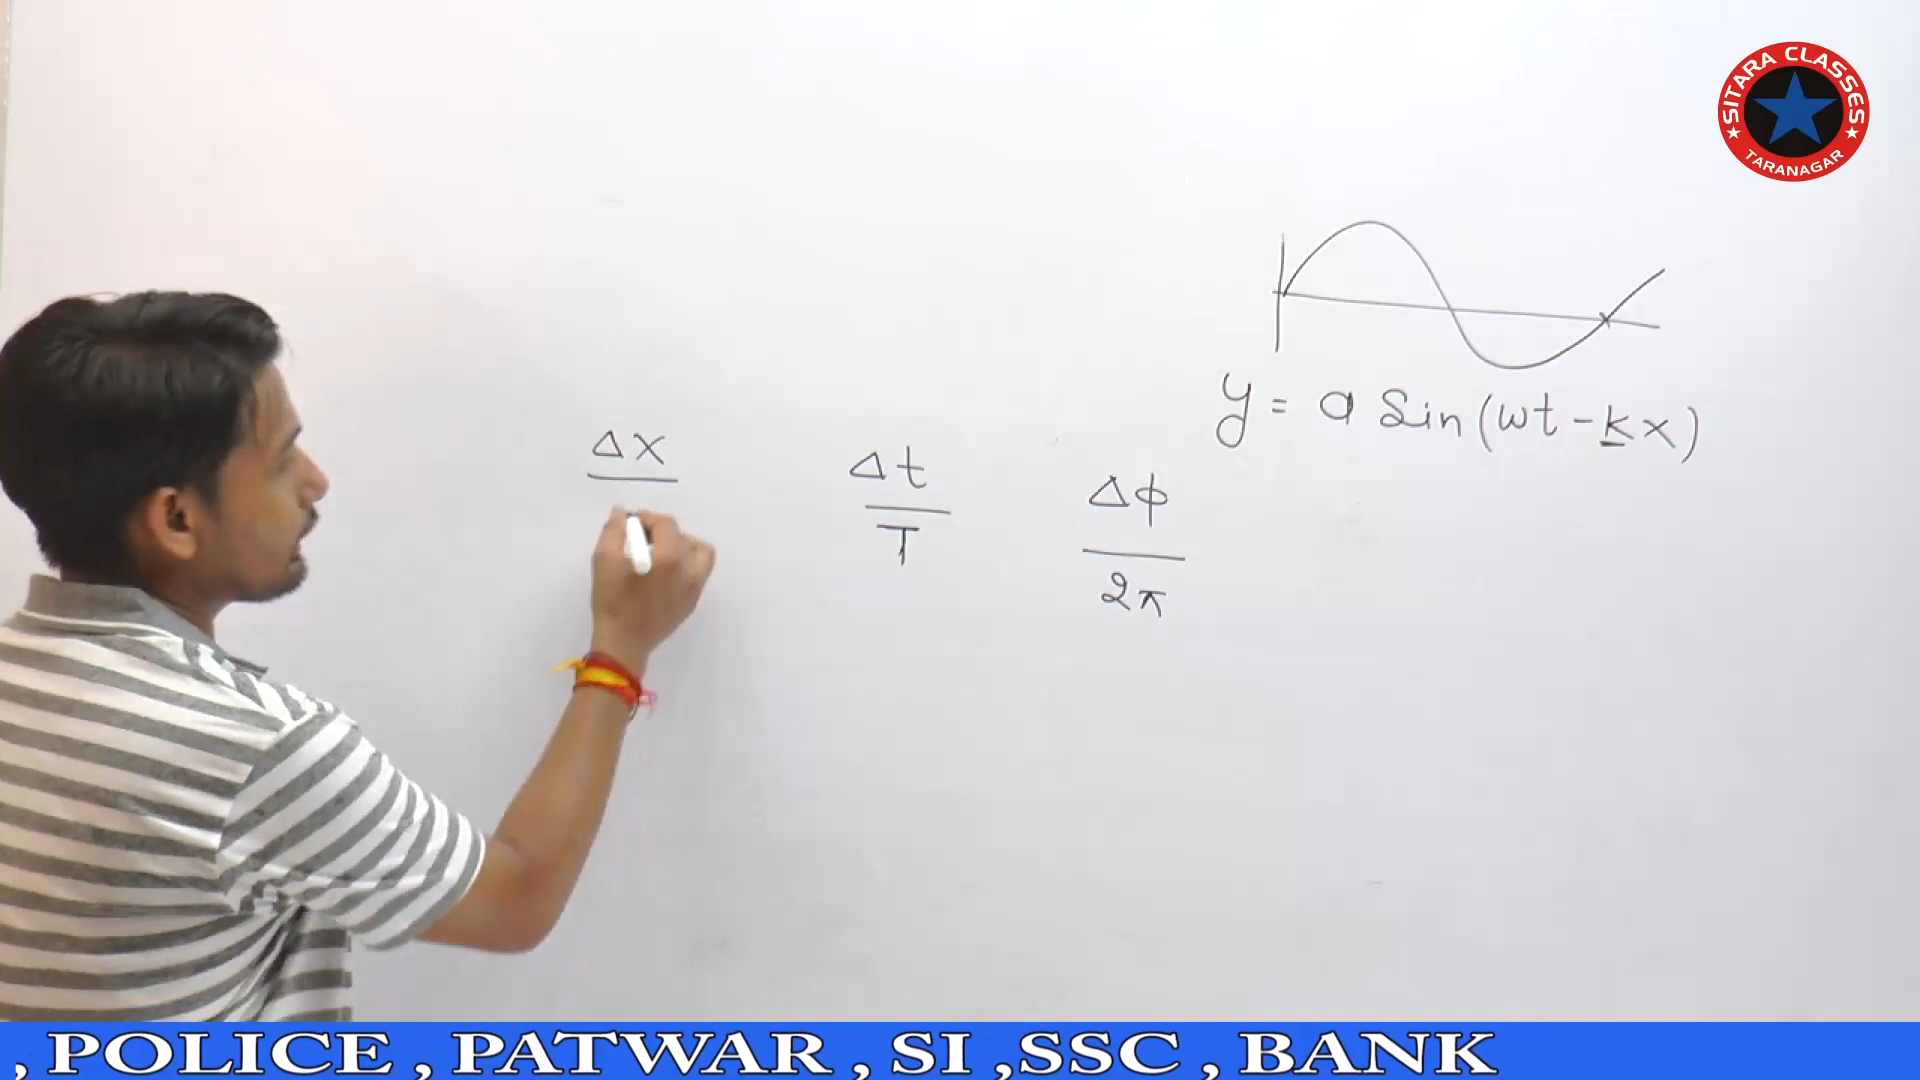 SITARA CLASSES
TARANAGAR
y = a Sin (ωt - kx)
Δx
Δt
T
Δϕ
2π
, POLICE , PATWAR , SI ,SSC , BANK